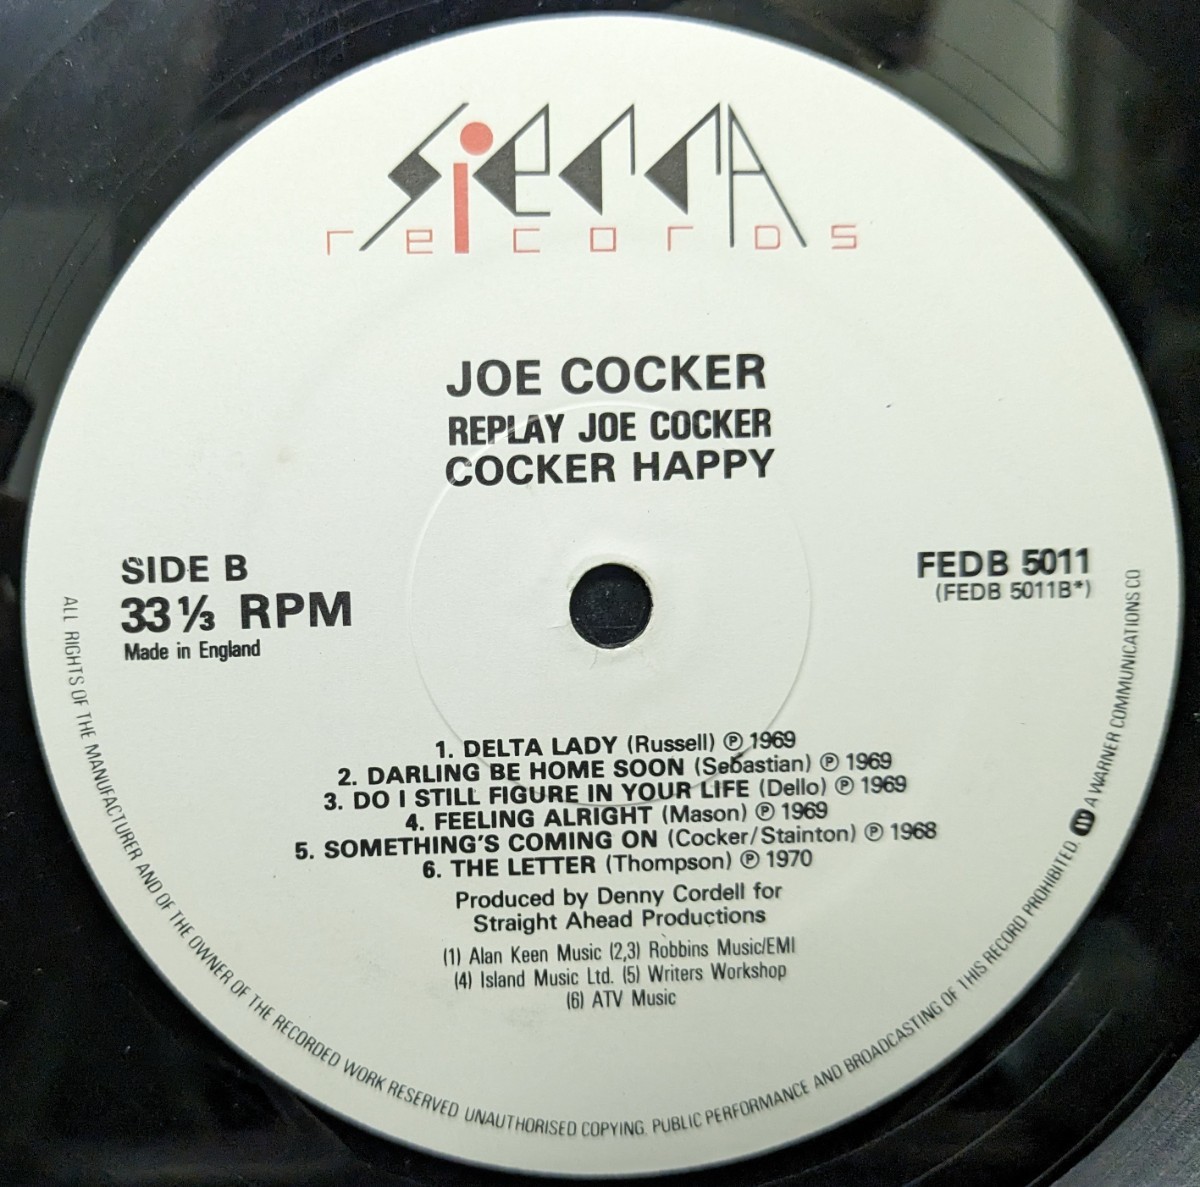 SierrA
records
JOE COCKER
REPLAY JOE COCKER
COCKER HAPPY
SIDE B
33⅓ RPM
Made in England
FEDB 5011
(FEDB 5011B*)
1. DELTA LADY (Russell) ℗ 1969
2. DARLING BE HOME SOON (Sebastian) ℗ 1969
3. DO I STILL FIGURE IN YOUR LIFE (Dello) ℗ 1969
4. FEELING ALRIGHT (Mason) ℗ 1969
5. SOMETHING'S COMING ON (Cocker/Stainton) ℗ 1968
6. THE LETTER (Thompson) ℗ 1970
Produced by Denny Cordell for
Straight Ahead Productions
(1) Alan Keen Music (2,3) Robbins Music/EMI
(4) Island Music Ltd. (5) Writers Workshop
(6) ATV Music
ALL RIGHTS OF THE MANUFACTURER AND OF THE OWNER OF THE RECORDED WORK RESERVED UNAUTHORISED COPYING. PUBLIC PERFORMANCE AND BROADCASTING OF THIS RECORD PROHIBITED. A WARNER COMMUNICATIONS CO